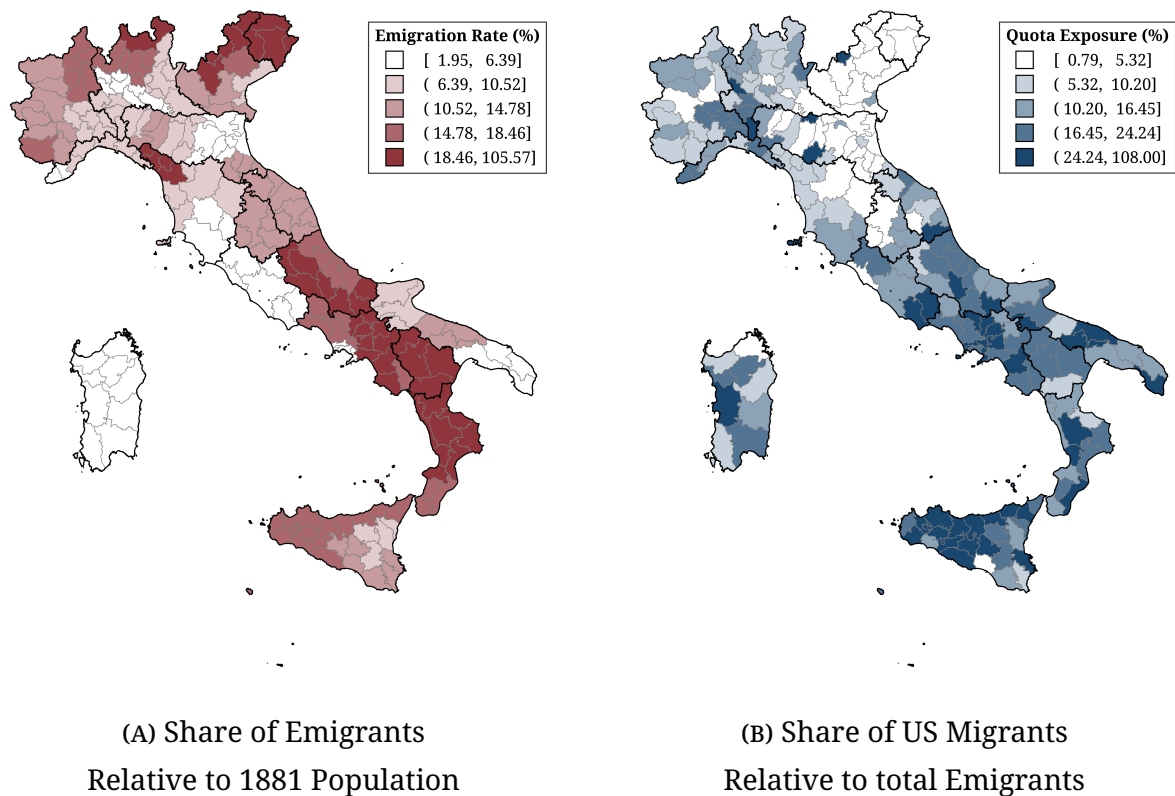 Emigration Rate (%)
[ 1.95, 6.39]
( 6.39, 10.52]
( 10.52, 14.78]
( 14.78, 18.46]
( 18.46, 105.57]
Quota Exposure (%)
[ 0.79, 5.32]
( 5.32, 10.20]
( 10.20, 16.45]
( 16.45, 24.24]
( 24.24, 108.00]
(A) Share of Emigrants
Relative to 1881 Population
(B) Share of US Migrants
Relative to total Emigrants